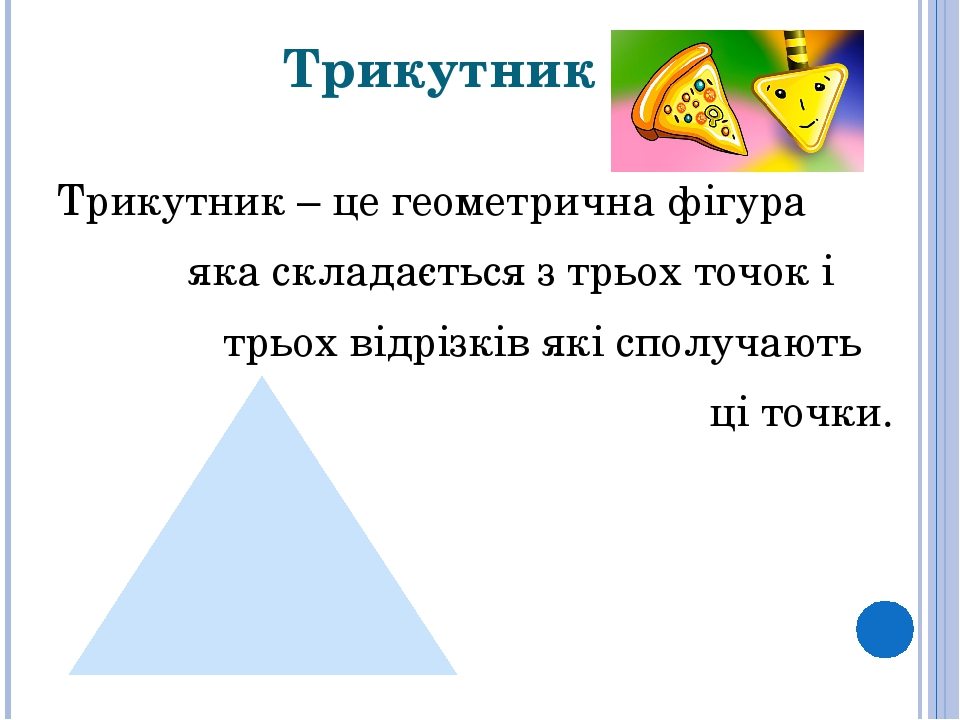 Трикутник
Трикутник – це геометрична фігура
яка складається з трьох точок і
трьох відрізків які сполучають
ці точки.